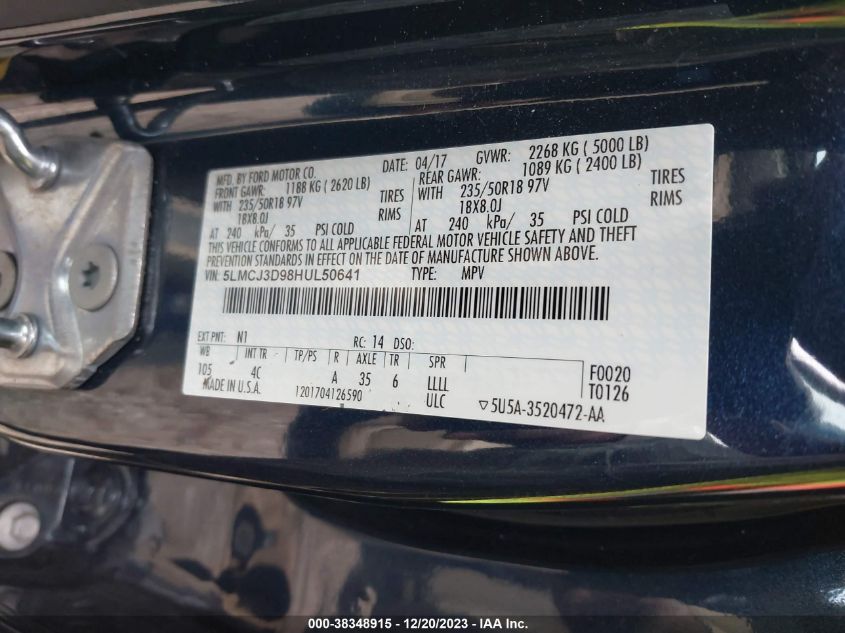 MFD. BY FORD MOTOR CO.
DATE: 04/17 GVWR: 2268 KG ( 5000 LB)
FRONT GAWR: 1188 KG ( 2620 LB) REAR GAWR: 1089 KG ( 2400 LB)
WITH 235/50R18 97V TIRES WITH 235/50R18 97V TIRES
18X8.0J RIMS 18X8.0J RIMS
AT 240 kPa/ 35 PSI COLD AT 240 kPa/ 35 PSI COLD
THIS VEHICLE CONFORMS TO ALL APPLICABLE FEDERAL MOTOR VEHICLE SAFETY AND THEFT
PREVENTION STANDARDS IN EFFECT ON THE DATE OF MANUFACTURE SHOWN ABOVE.
VIN: 5LMCJ3D98HUL50641 TYPE: MPV
EXT PNT: N1 RC: 14 DSO:
WB INT TR TP/PS R AXLE TR SPR
105 4C A 35 6 LLLL
F0020
T0126
MADE IN U.S.A. 1201704126590 ULC
▽5U5A-3520472-AA
000-38348915 - 12/20/2023 - IAA Inc.